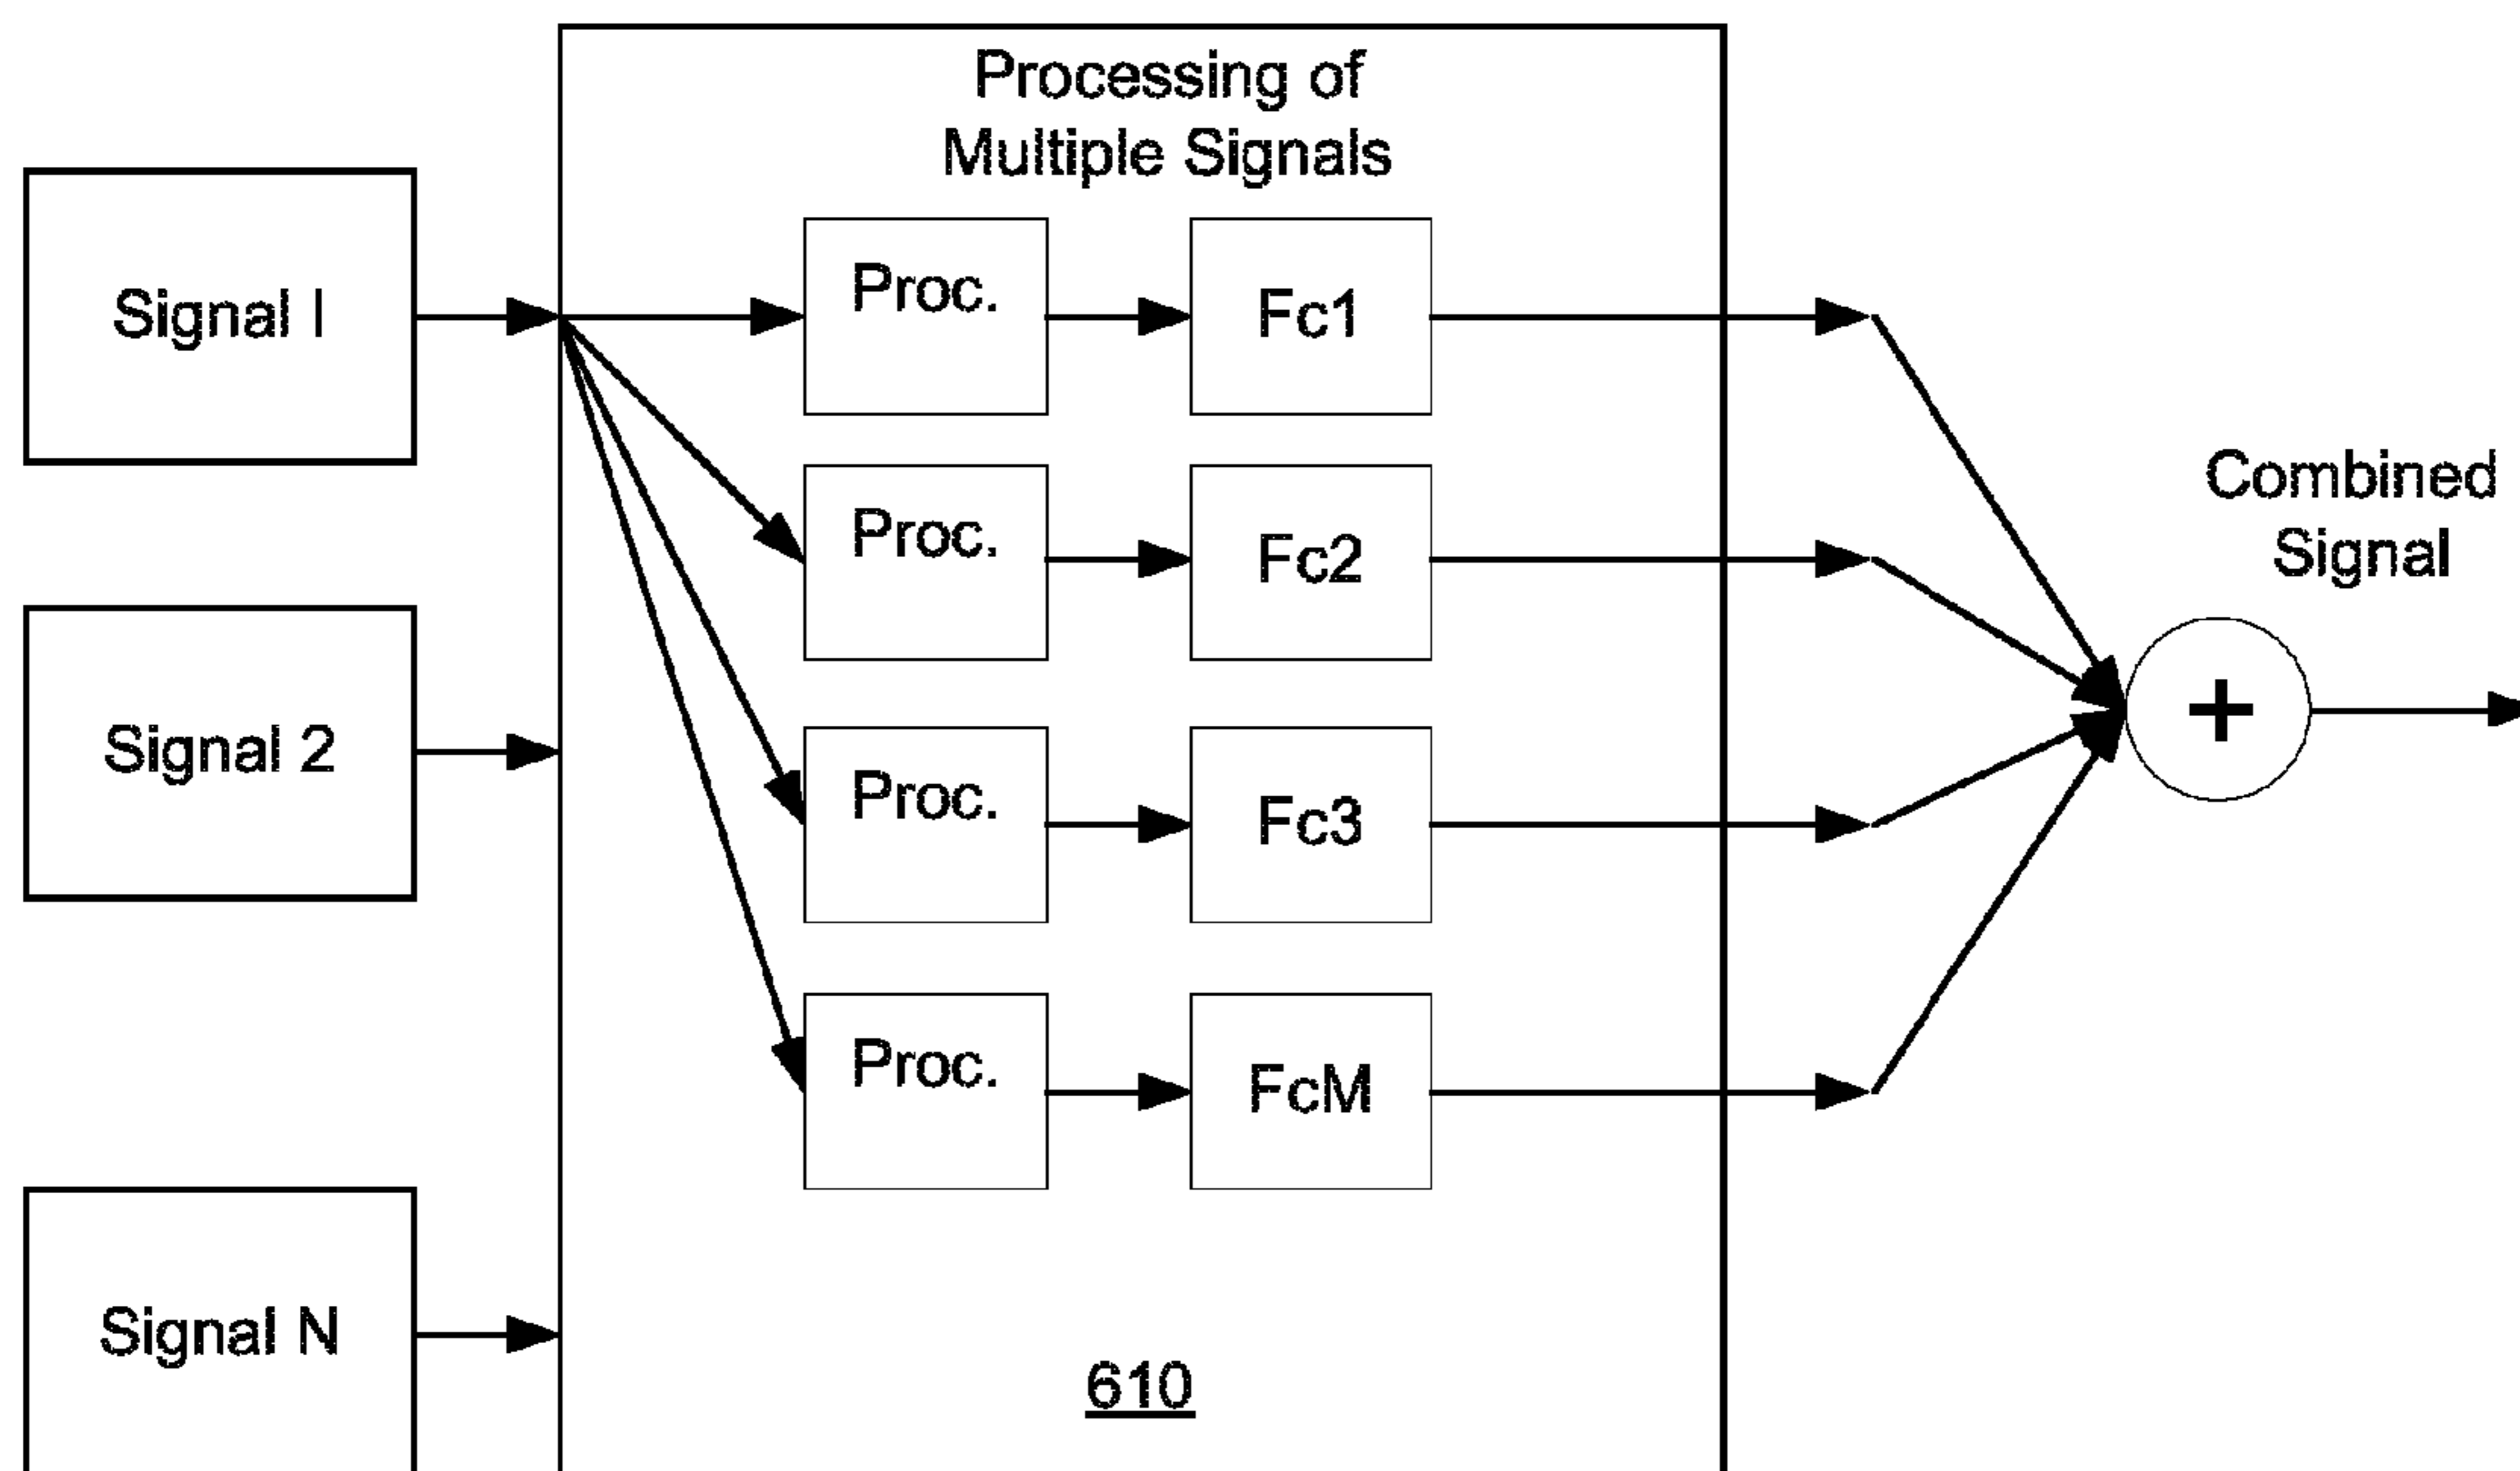 Processing of
Multiple Signals
Signal I
Proc.
Fc1
Proc.
Fc2
Combined
Signal
Signal 2
+
Proc.
Fc3
Proc.
FcM
Signal N
610